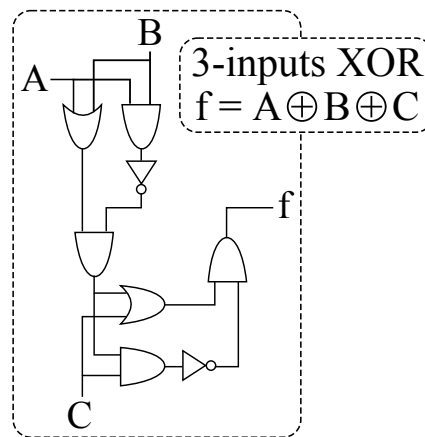 B
A
3-inputs XOR
f = A⊕B⊕C
f
C